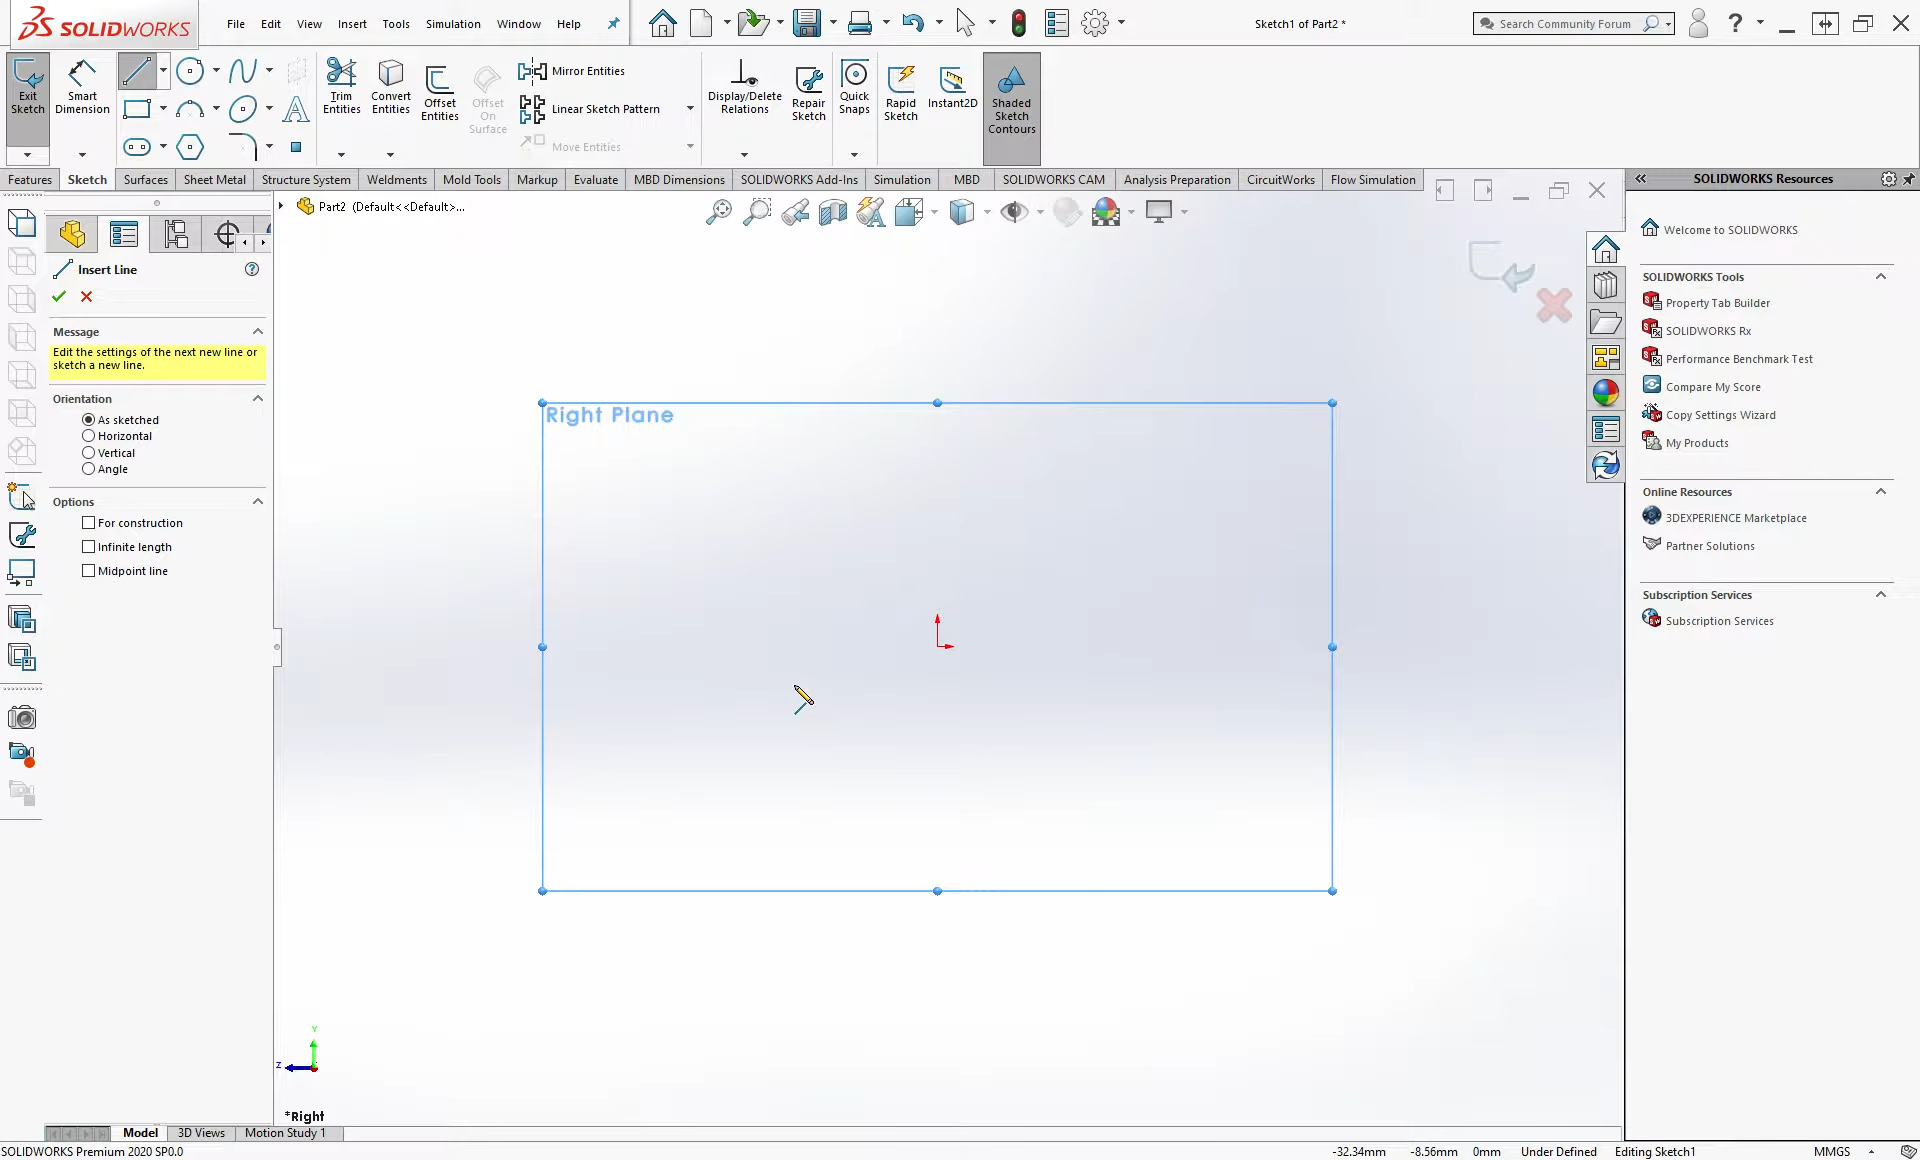 SOLIDWORKS
File Edit View Insert Tools Simulation Window Help
Sketch1 of Part2 *
Search Community Forum
?
Exit Sketch
Smart Dimension
Trim Entities
Convert Entities
Offset Entities
Offset On Surface
Mirror Entities
Linear Sketch Pattern
Move Entities
Display/Delete Relations
Repair Sketch
Quick Snaps
Rapid Sketch
Instant2D
Shaded Sketch Contours
Features Sketch Surfaces Sheet Metal Structure System Weldments Mold Tools Markup Evaluate MBD Dimensions SOLIDWORKS Add-Ins Simulation MBD SOLIDWORKS CAM Analysis Preparation CircuitWorks Flow Simulation
Part2 (Default<<Default>...
Insert Line
Message
Edit the settings of the next new line or
sketch a new line.
Orientation
As sketched
Horizontal
Vertical
Angle
Options
For construction
Infinite length
Midpoint line
Right Plane
Y
Z
*Right
SOLIDWORKS Resources
Welcome to SOLIDWORKS
SOLIDWORKS Tools
Property Tab Builder
SOLIDWORKS Rx
Performance Benchmark Test
Compare My Score
Copy Settings Wizard
My Products
Online Resources
3DEXPERIENCE Marketplace
Partner Solutions
Subscription Services
Subscription Services
Model 3D Views Motion Study 1
SOLIDWORKS Premium 2020 SP0.0
-32.34mm -8.56mm 0mm Under Defined Editing Sketch1 MMGS